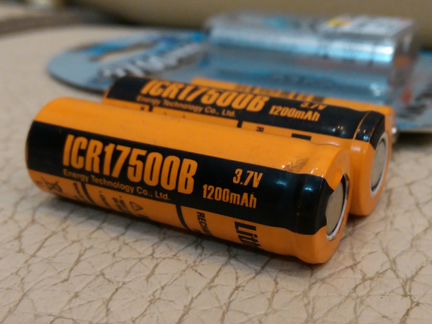 ICR17500B
3.7V
Energy Technology Co., Ltd.
1200mAh
ICR17500B
3.7V
Energy Technology Co., Ltd.
1200mAh